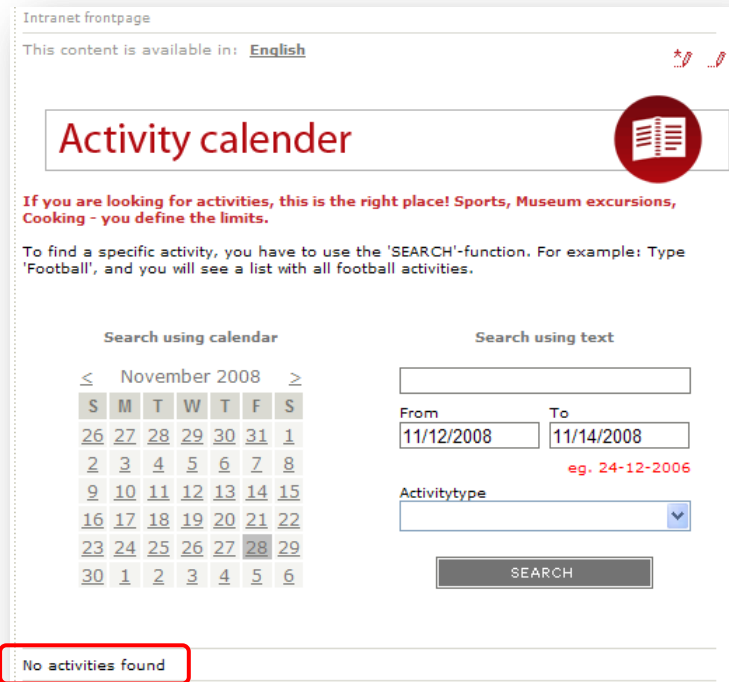 Intranet frontpage
This content is available in: English
Activity calender
If you are looking for activities, this is the right place! Sports, Museum excursions,
Cooking - you define the limits.
To find a specific activity, you have to use the 'SEARCH'-function. For example: Type
'Football', and you will see a list with all football activities.
Search using calendar
< November 2008 >
S M T W T F S
26 27 28 29 30 31 1
2 3 4 5 6 7 8
9 10 11 12 13 14 15
16 17 18 19 20 21 22
23 24 25 26 27 28 29
30 1 2 3 4 5 6
Search using text
From To
11/12/2008 11/14/2008
eg. 24-12-2006
Activitytype
SEARCH
No activities found